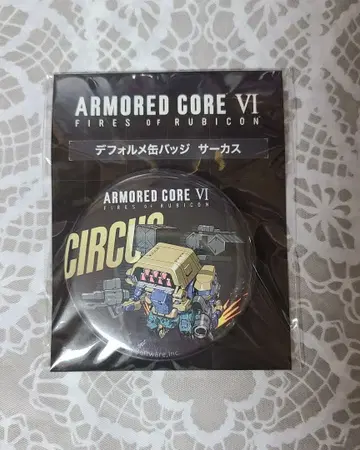 ARMORED CORE VI
FIRES OF RUBICON
デフォルメ缶バッジ サーカス
ARMORED CORE VI
FIRES OF RUBICON
CIRCUS